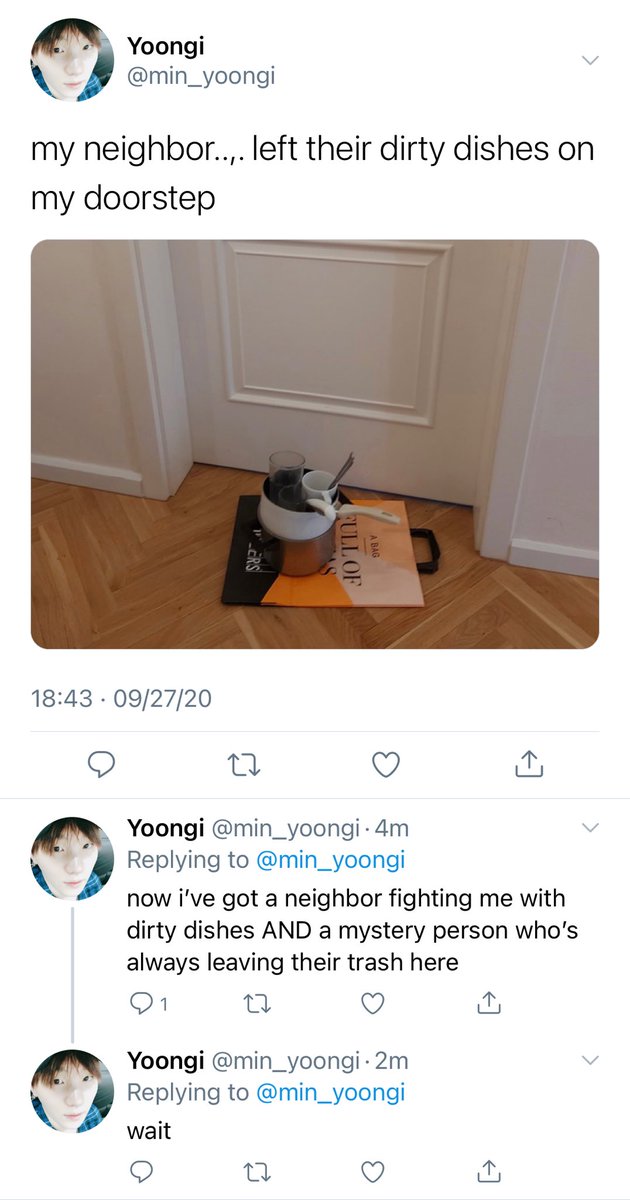 Yoongi
@min_yoongi
my neighbor..,. left their dirty dishes on
my doorstep
A BAG
FULL OF
18:43 · 09/27/20
Yoongi @min_yoongi · 4m
Replying to @min_yoongi
now i've got a neighbor fighting me with
dirty dishes AND a mystery person who's
always leaving their trash here
1
Yoongi @min_yoongi · 2m
Replying to @min_yoongi
wait